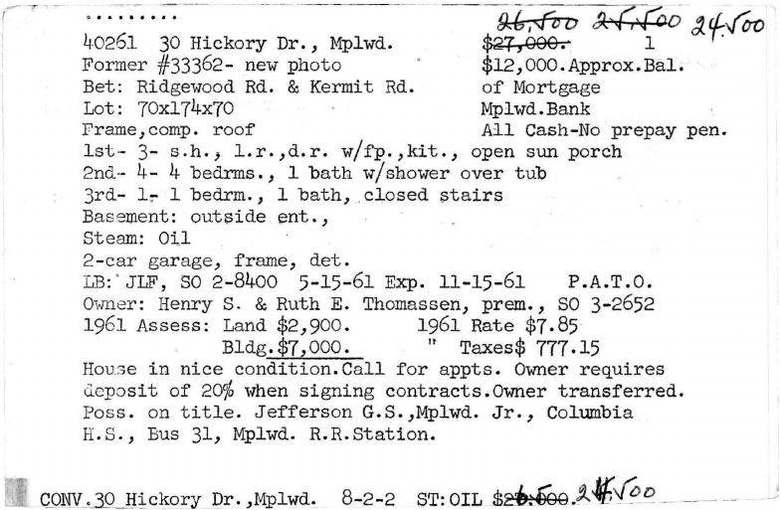 26,500 25,500 24,500
40261 30 Hickory Dr., Mplwd. $27,000. 1
Former #33362- new photo $12,000.Approx.Bal.
Bet: Ridgewood Rd. & Kermit Rd. of Mortgage
Lot: 70x174x70 Mplwd.Bank
Frame,comp. roof All Cash-No prepay pen.
1st- 3- s.h., l.r.,d.r. w/fp.,kit., open sun porch
2nd- 4- 4 bedrms., 1 bath w/shower over tub
3rd- 1- 1 bedrm., 1 bath, closed stairs
Basement: outside ent.,
Steam: Oil
2-car garage, frame, det.
LB: JLF, SO 2-8400 5-15-61 Exp. 11-15-61 P.A.T.O.
Owner: Henry S. & Ruth E. Thomassen, prem., SO 3-2652
1961 Assess: Land $2,900. 1961 Rate $7.85
Bldg.$7,000. " Taxes$ 777.15
House in nice condition.Call for appts. Owner requires
deposit of 20% when signing contracts.Owner transferred.
Poss. on title. Jefferson G.S.,Mplwd. Jr., Columbia
H.S., Bus 31, Mplwd. R.R.Station.
CONV.30 Hickory Dr.,Mplwd. 8-2-2 ST:OIL 24,500